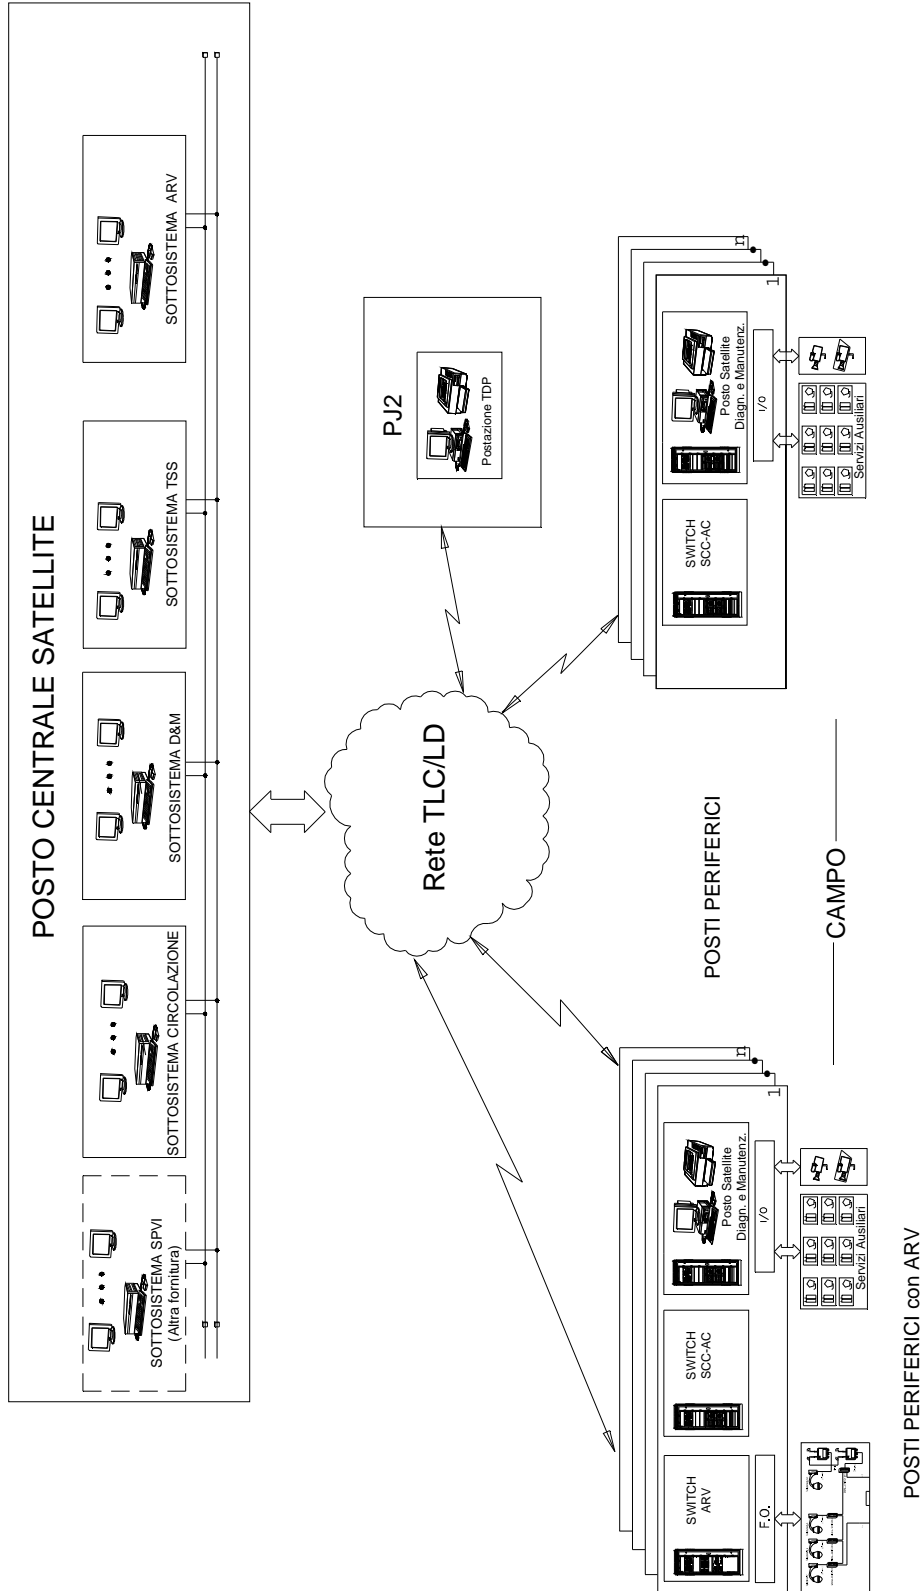 POSTO CENTRALE SATELLITE
SOTTOSISTEMA SPVI
(Altra fornitura)
SOTTOSISTEMA CIRCOLAZIONE
SOTTOSISTEMA D&M
SOTTOSISTEMA TSS
SOTTOSISTEMA ARV
Rete TLC/LD
PJ2
Postazione TDP
SWITCH
ARV
F.O.
SWITCH
SCC-AC
Posto Satellite
Diagn. e Manutenz.
I/O
1
n
Servizi Ausiliari
POSTI PERIFERICI con ARV
POSTI PERIFERICI
CAMPO
SWITCH
SCC-AC
Posto Satellite
Diagn. e Manutenz.
I/O
1
n
Servizi Ausiliari